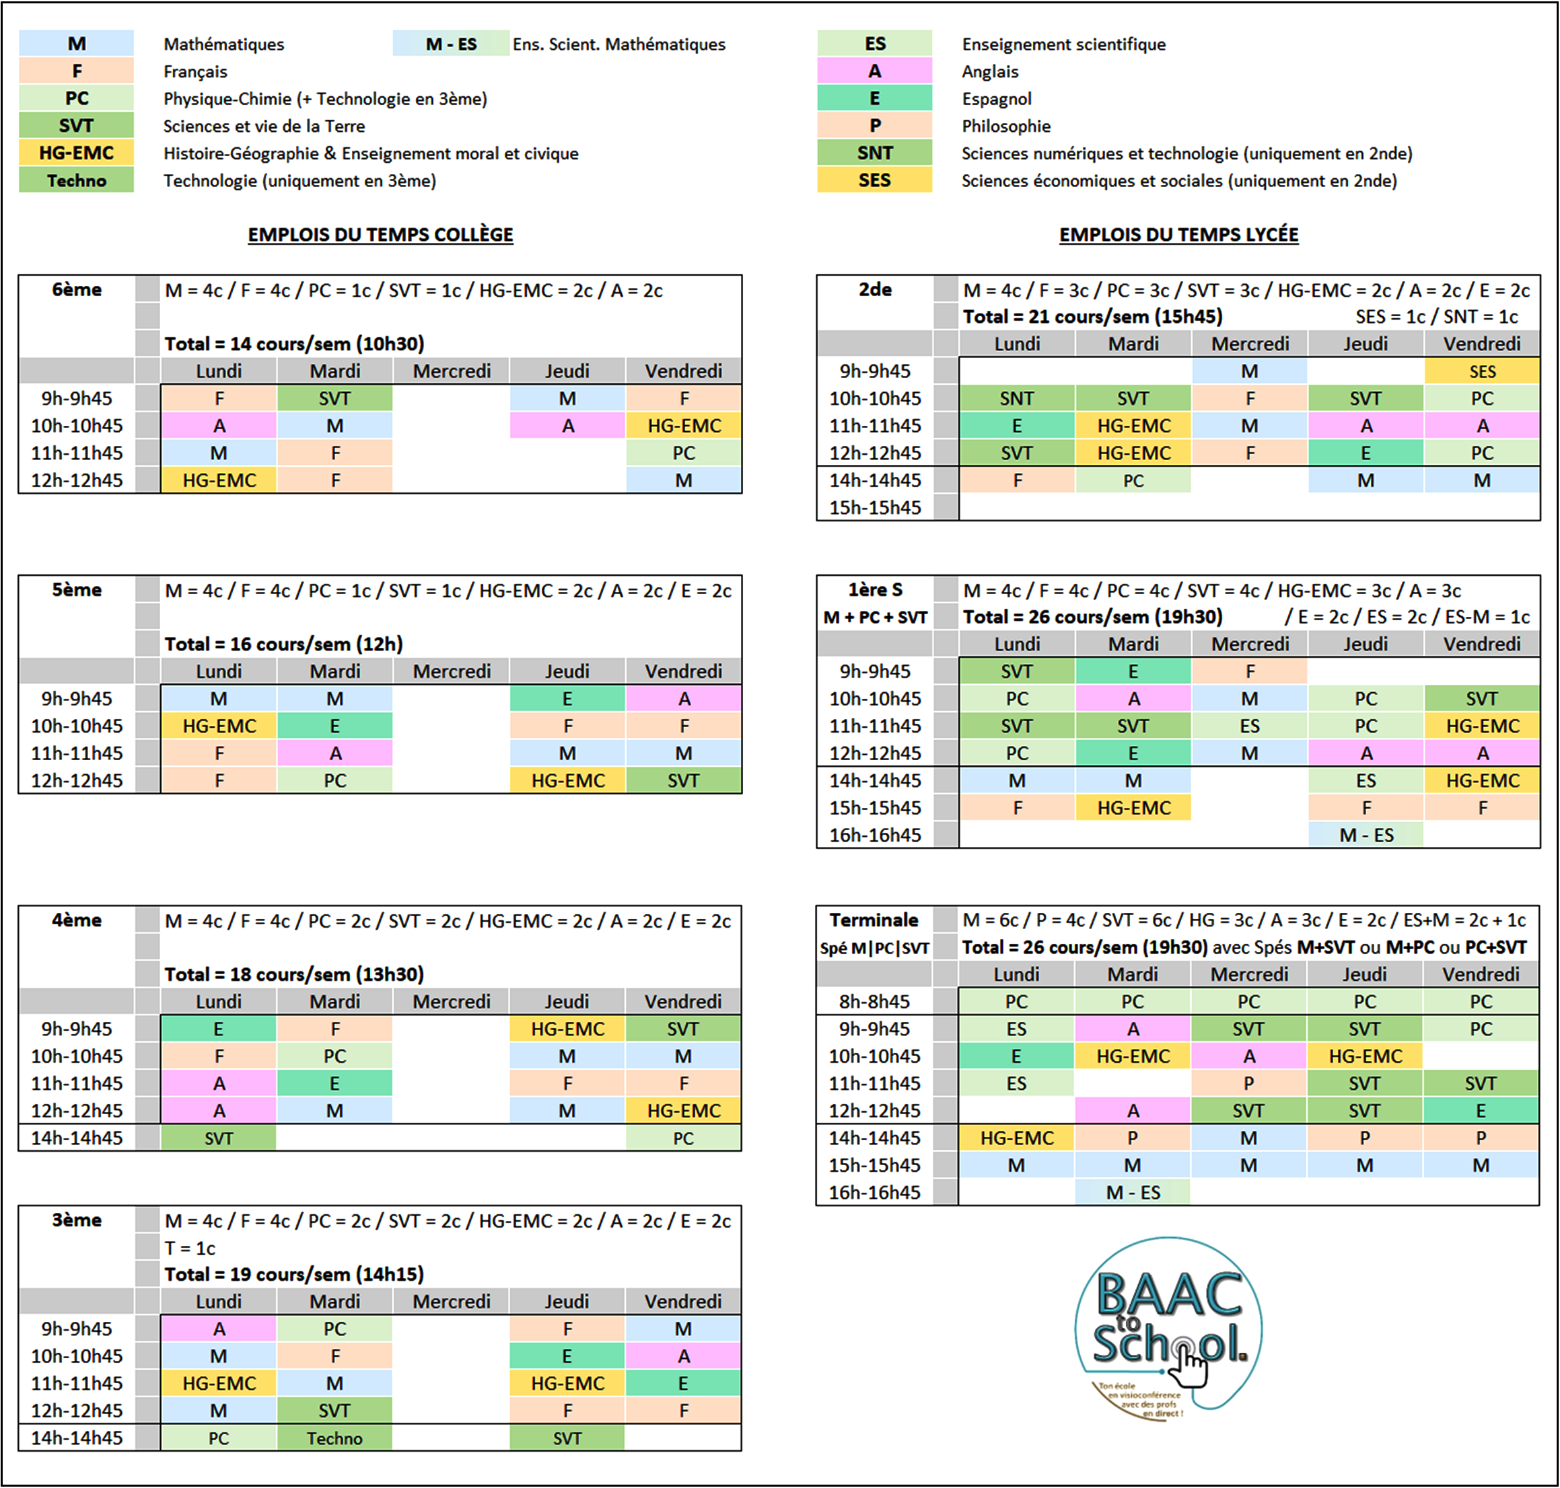 M Mathématiques M - ES Ens. Scient. Mathématiques
F Français
PC Physique-Chimie (+ Technologie en 3ème)
SVT Sciences et vie de la Terre
HG-EMC Histoire-Géographie & Enseignement moral et civique
Techno Technologie (uniquement en 3ème)
ES Enseignement scientifique
A Anglais
E Espagnol
P Philosophie
SNT Sciences numériques et technologie (uniquement en 2nde)
SES Sciences économiques et sociales (uniquement en 2nde)
EMPLOIS DU TEMPS COLLÈGE
6ème M = 4c / F = 4c / PC = 1c / SVT = 1c / HG-EMC = 2c / A = 2c
Total = 14 cours/sem (10h30)
Lundi Mardi Mercredi Jeudi Vendredi
9h-9h45 F SVT M F
10h-10h45 A M A HG-EMC
11h-11h45 M F PC
12h-12h45 HG-EMC F M
5ème M = 4c / F = 4c / PC = 1c / SVT = 1c / HG-EMC = 2c / A = 2c / E = 2c
Total = 16 cours/sem (12h)
Lundi Mardi Mercredi Jeudi Vendredi
9h-9h45 M M E A
10h-10h45 HG-EMC E F F
11h-11h45 F A M M
12h-12h45 F PC HG-EMC SVT
4ème M = 4c / F = 4c / PC = 2c / SVT = 2c / HG-EMC = 2c / A = 2c / E = 2c
Total = 18 cours/sem (13h30)
Lundi Mardi Mercredi Jeudi Vendredi
9h-9h45 E F HG-EMC SVT
10h-10h45 F PC M M
11h-11h45 A E F F
12h-12h45 A M M HG-EMC
14h-14h45 SVT PC
3ème M = 4c / F = 4c / PC = 2c / SVT = 2c / HG-EMC = 2c / A = 2c / E = 2c
T = 1c
Total = 19 cours/sem (14h15)
Lundi Mardi Mercredi Jeudi Vendredi
9h-9h45 A PC F M
10h-10h45 M F E A
11h-11h45 HG-EMC M HG-EMC E
12h-12h45 M SVT F F
14h-14h45 PC Techno SVT
EMPLOIS DU TEMPS LYCÉE
2de M = 4c / F = 3c / PC = 3c / SVT = 3c / HG-EMC = 2c / A = 2c / E = 2c
Total = 21 cours/sem (15h45) SES = 1c / SNT = 1c
Lundi Mardi Mercredi Jeudi Vendredi
9h-9h45 M SES
10h-10h45 SNT SVT F SVT PC
11h-11h45 E HG-EMC M A A
12h-12h45 SVT HG-EMC F E PC
14h-14h45 F PC M M
15h-15h45
1ère S M = 4c / F = 4c / PC = 4c / SVT = 4c / HG-EMC = 3c / A = 3c
M + PC + SVT Total = 26 cours/sem (19h30) / E = 2c / ES = 2c / ES-M = 1c
Lundi Mardi Mercredi Jeudi Vendredi
9h-9h45 SVT E F
10h-10h45 PC A M PC SVT
11h-11h45 SVT SVT ES PC HG-EMC
12h-12h45 PC E M A A
14h-14h45 M M ES HG-EMC
15h-15h45 F HG-EMC F F
16h-16h45 M - ES
Terminale M = 6c / P = 4c / SVT = 6c / HG = 3c / A = 3c / E = 2c / ES+M = 2c + 1c
Spé M|PC|SVT Total = 26 cours/sem (19h30) avec Spés M+SVT ou M+PC ou PC+SVT
Lundi Mardi Mercredi Jeudi Vendredi
8h-8h45 PC PC PC PC PC
9h-9h45 ES A SVT SVT PC
10h-10h45 E HG-EMC A HG-EMC
11h-11h45 ES P SVT SVT
12h-12h45 A SVT SVT E
14h-14h45 HG-EMC P M P P
15h-15h45 M M M M M
16h-16h45 M - ES
BAAC
to
School.
Ton école
en visioconférence
avec des profs
en direct !